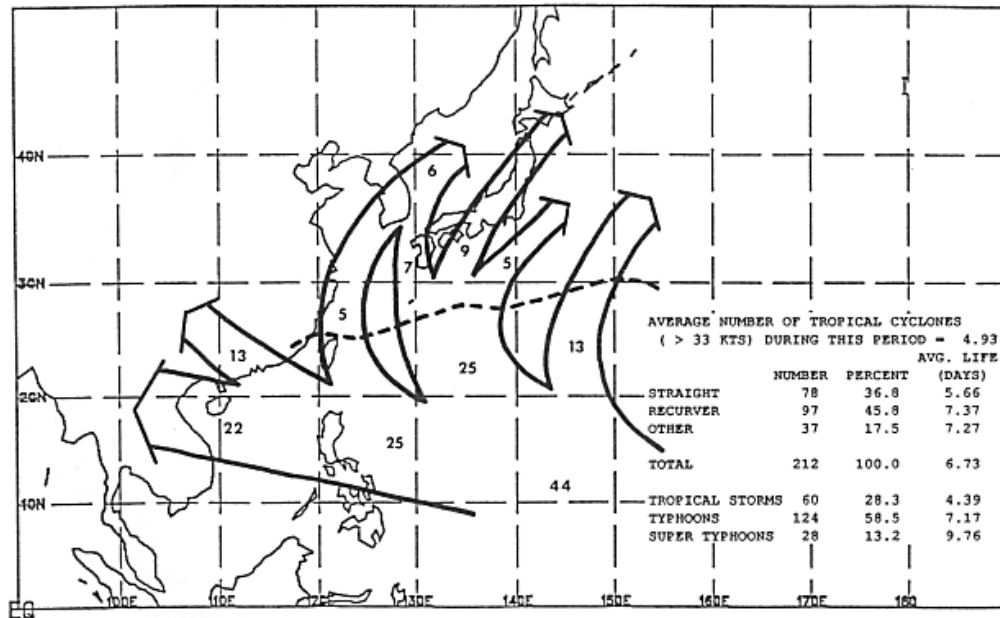 I
40N
6
9
7
5
30N
5
13
13
AVERAGE NUMBER OF TROPICAL CYCLONES
( > 33 KTS) DURING THIS PERIOD = 4.93
AVG. LIFE
NUMBER PERCENT (DAYS)
25
STRAIGHT 78 36.8 5.66
20N
RECURVER 97 45.8 7.37
22
OTHER 37 17.5 7.27
25
TOTAL 212 100.0 6.73
44
10N
TROPICAL STORMS 60 28.3 4.39
TYPHOONS 124 58.5 7.17
SUPER TYPHOONS 28 13.2 9.76
EQ 100E 110E 120E 130E 140E 150E 160E 170E 180